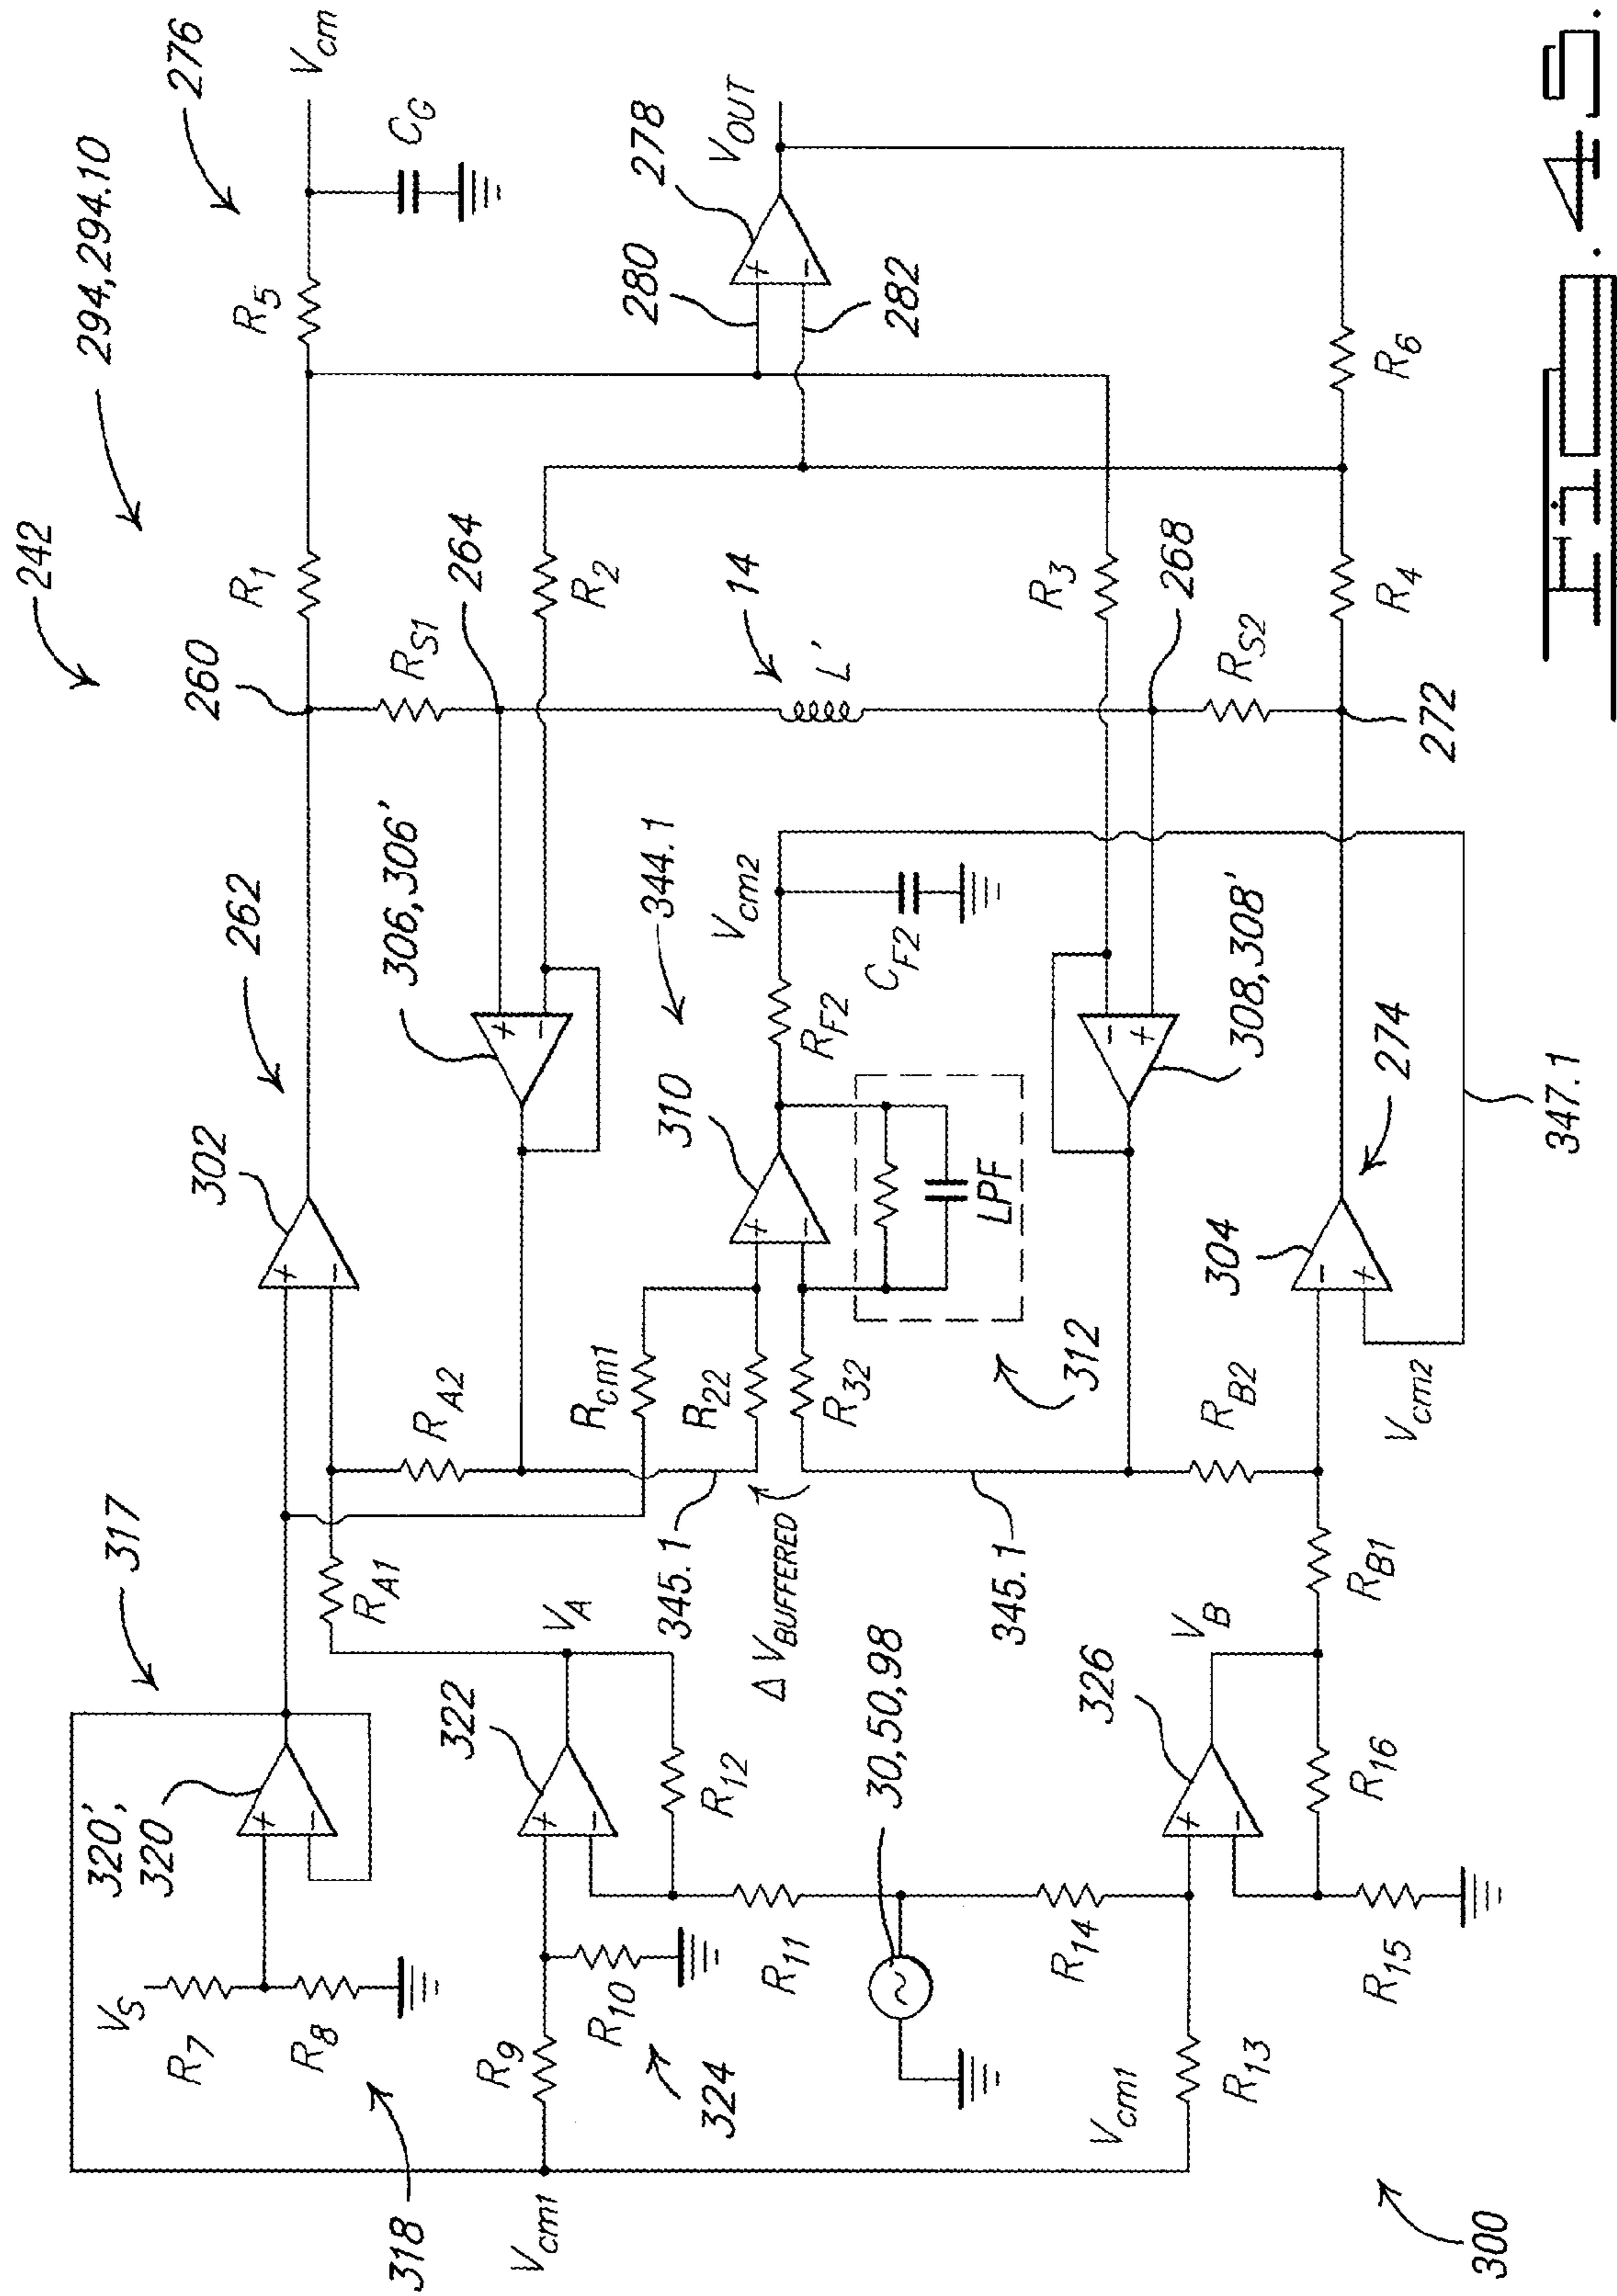 242
294, 294.10
276
260
R1
R5
Vcm
CG
262
302
317
320',
320
318
VS
R7
R8
RA1
RA2
RS1
264
306, 306'
R2
280
278
VOUT
282
322
VA
R9
R10
324
R11
R12
Rcm1
R22
R32
345.1
Δ VBUFFERED
345.1
310
344.1
Vcm2
RF2
CF2
LPF
312
14
L'
R3
268
RS2
R4
R6
272
308, 308'
274
304
RB2
RB1
Vcm2
347.1
30, 50, 98
326
VB
R14
R13
R15
R16
Vcm1
Vcm1
300
+
−
+
−
+
−
+
−
+
−
−
+
−
+
+
−
+
−
Fig. 45.